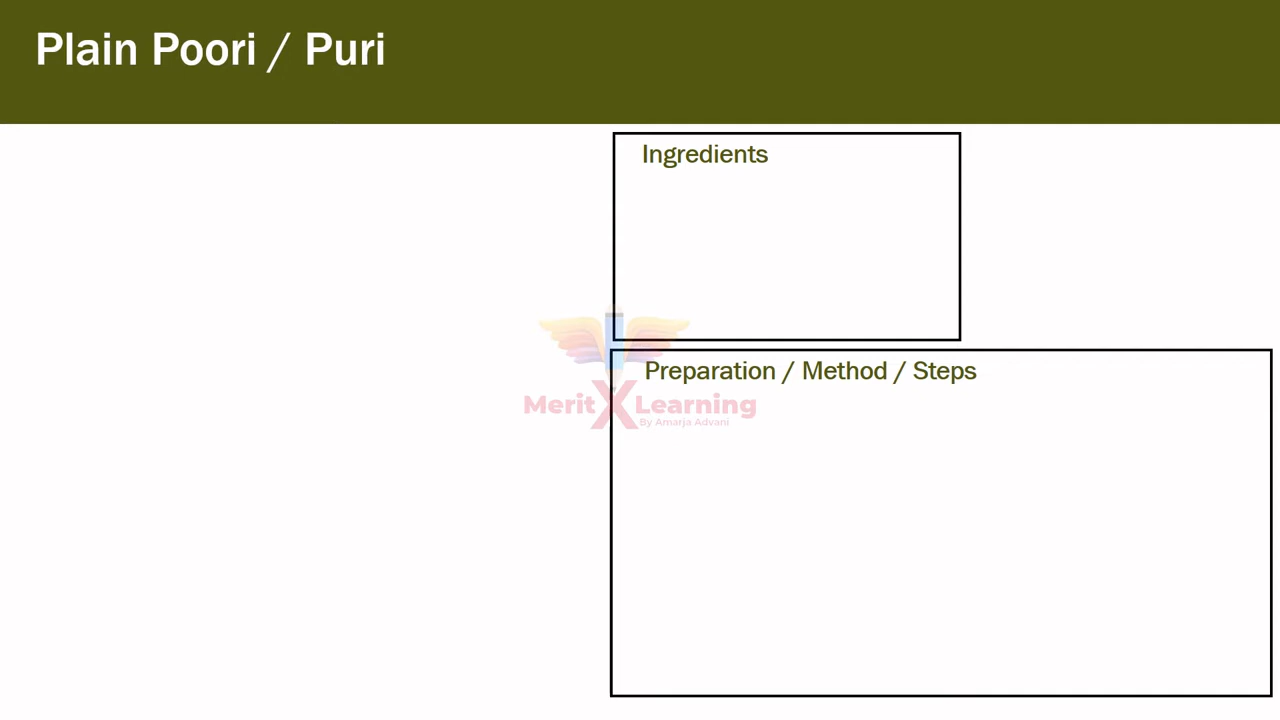 Plain Poori / Puri
Ingredients
Preparation / Method / Steps
Merit X Learning
By Amarja Advani